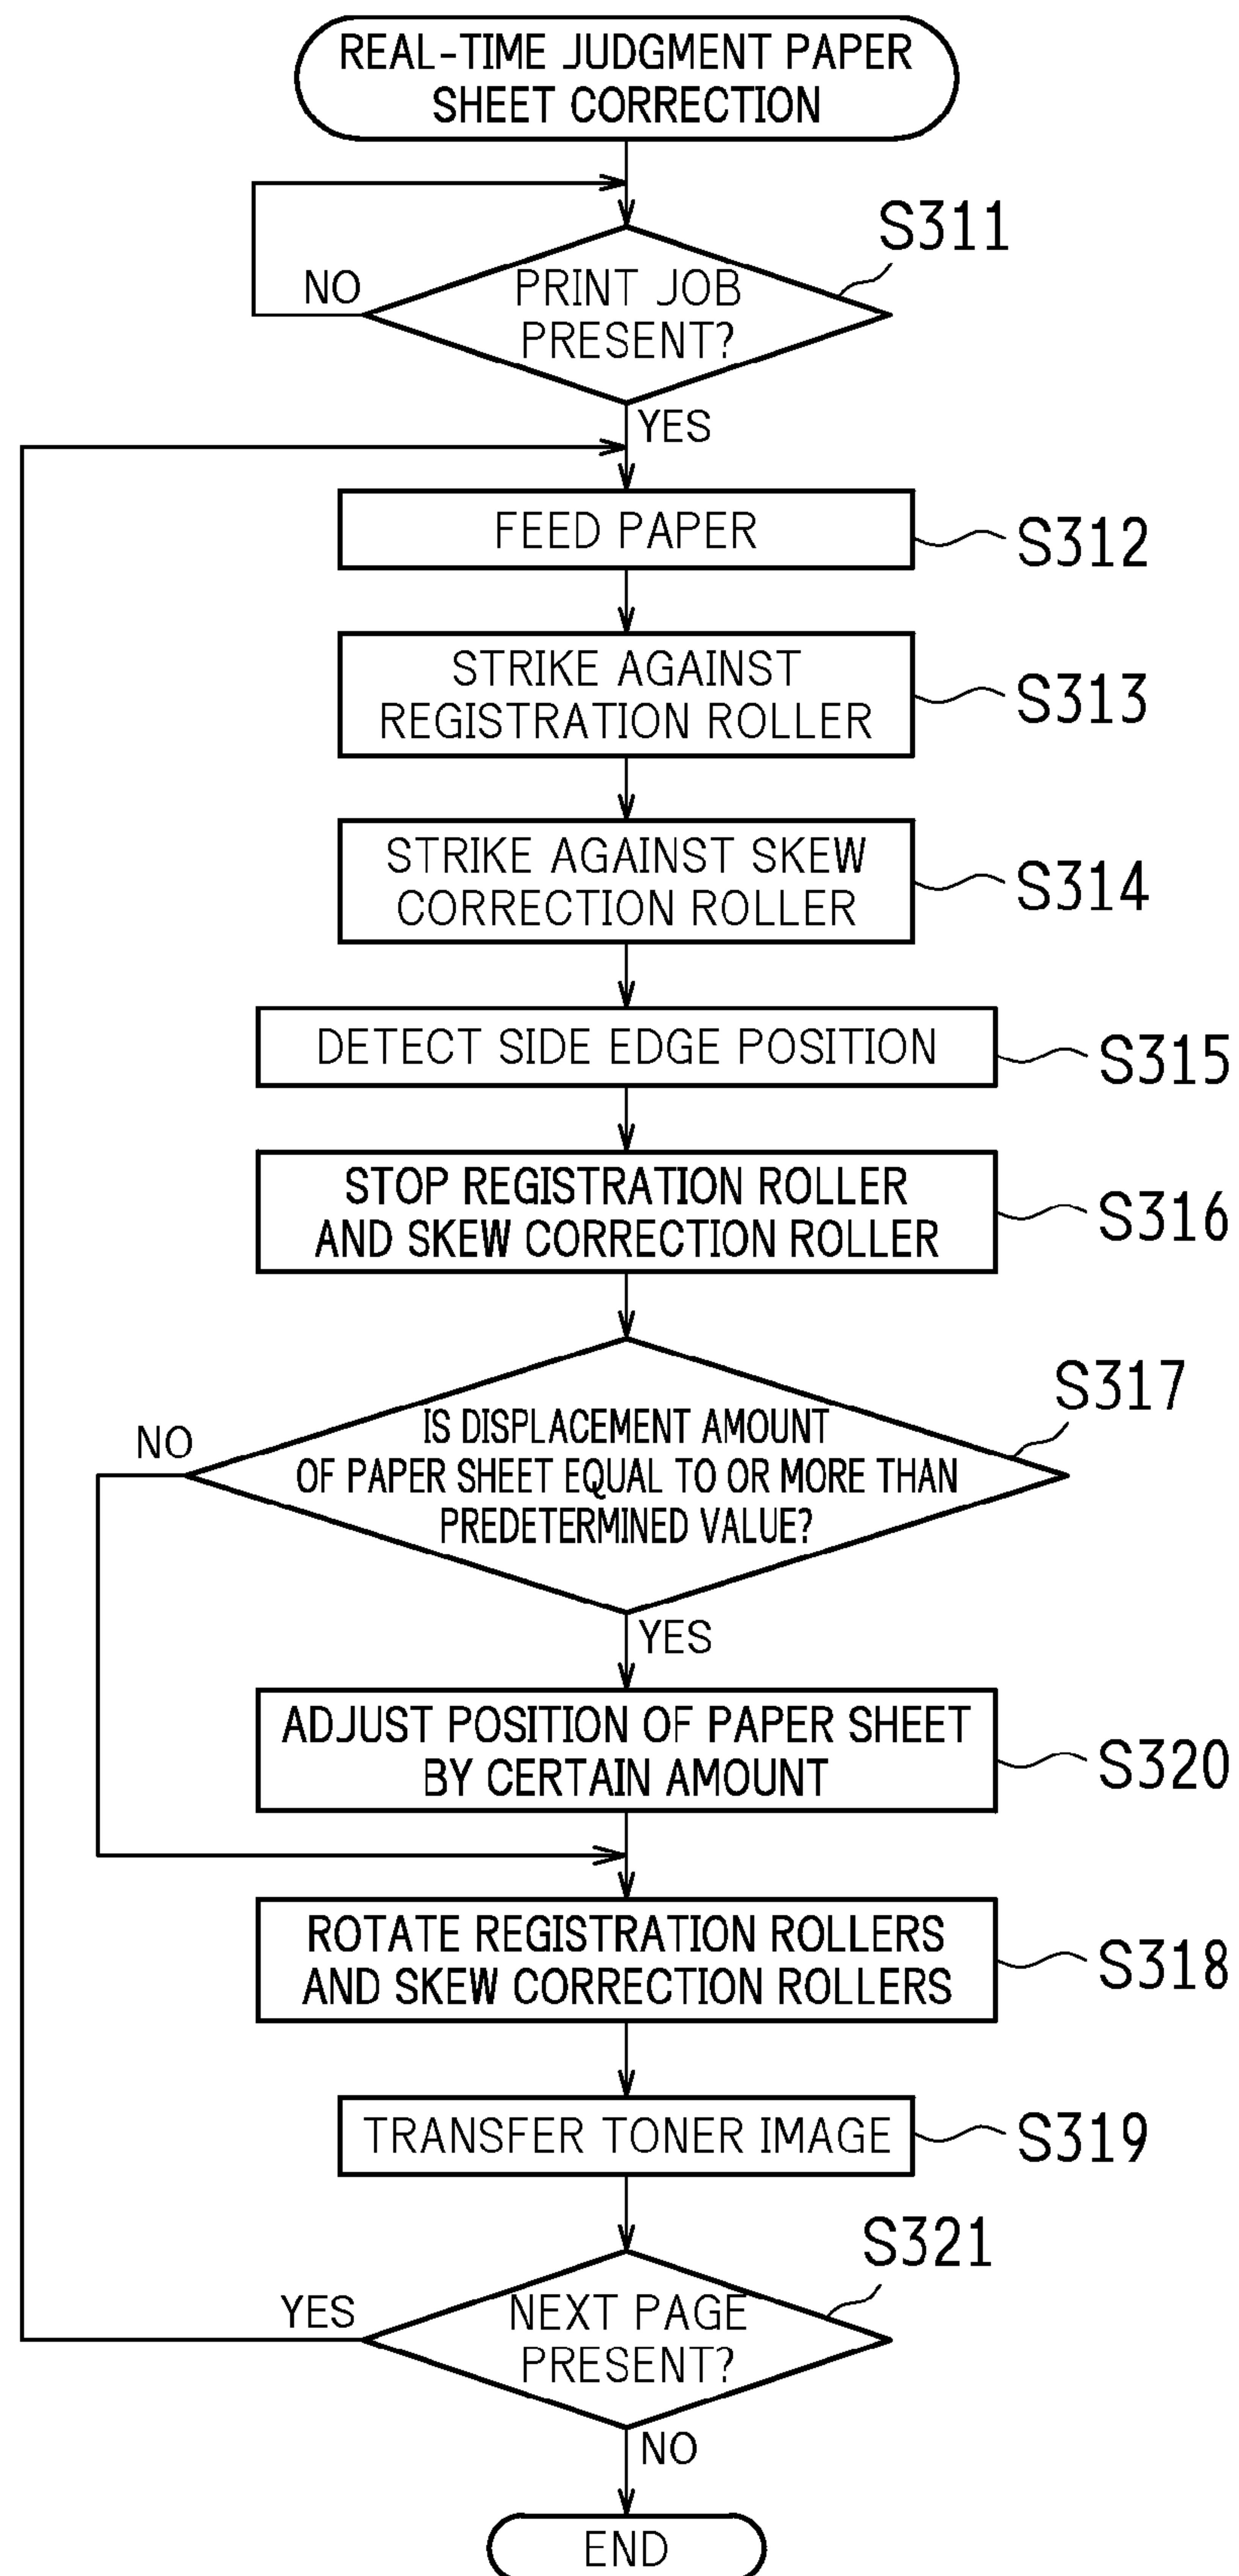 REAL-TIME JUDGMENT PAPER
SHEET CORRECTION
S311
NO
PRINT JOB
PRESENT?
YES
FEED PAPER
S312
STRIKE AGAINST
REGISTRATION ROLLER
S313
STRIKE AGAINST SKEW
CORRECTION ROLLER
S314
DETECT SIDE EDGE POSITION
S315
STOP REGISTRATION ROLLER
AND SKEW CORRECTION ROLLER
S316
S317
NO
IS DISPLACEMENT AMOUNT
OF PAPER SHEET EQUAL TO OR MORE THAN
PREDETERMINED VALUE?
YES
ADJUST POSITION OF PAPER SHEET
BY CERTAIN AMOUNT
S320
ROTATE REGISTRATION ROLLERS
AND SKEW CORRECTION ROLLERS
S318
TRANSFER TONER IMAGE
S319
S321
YES
NEXT PAGE
PRESENT?
NO
END